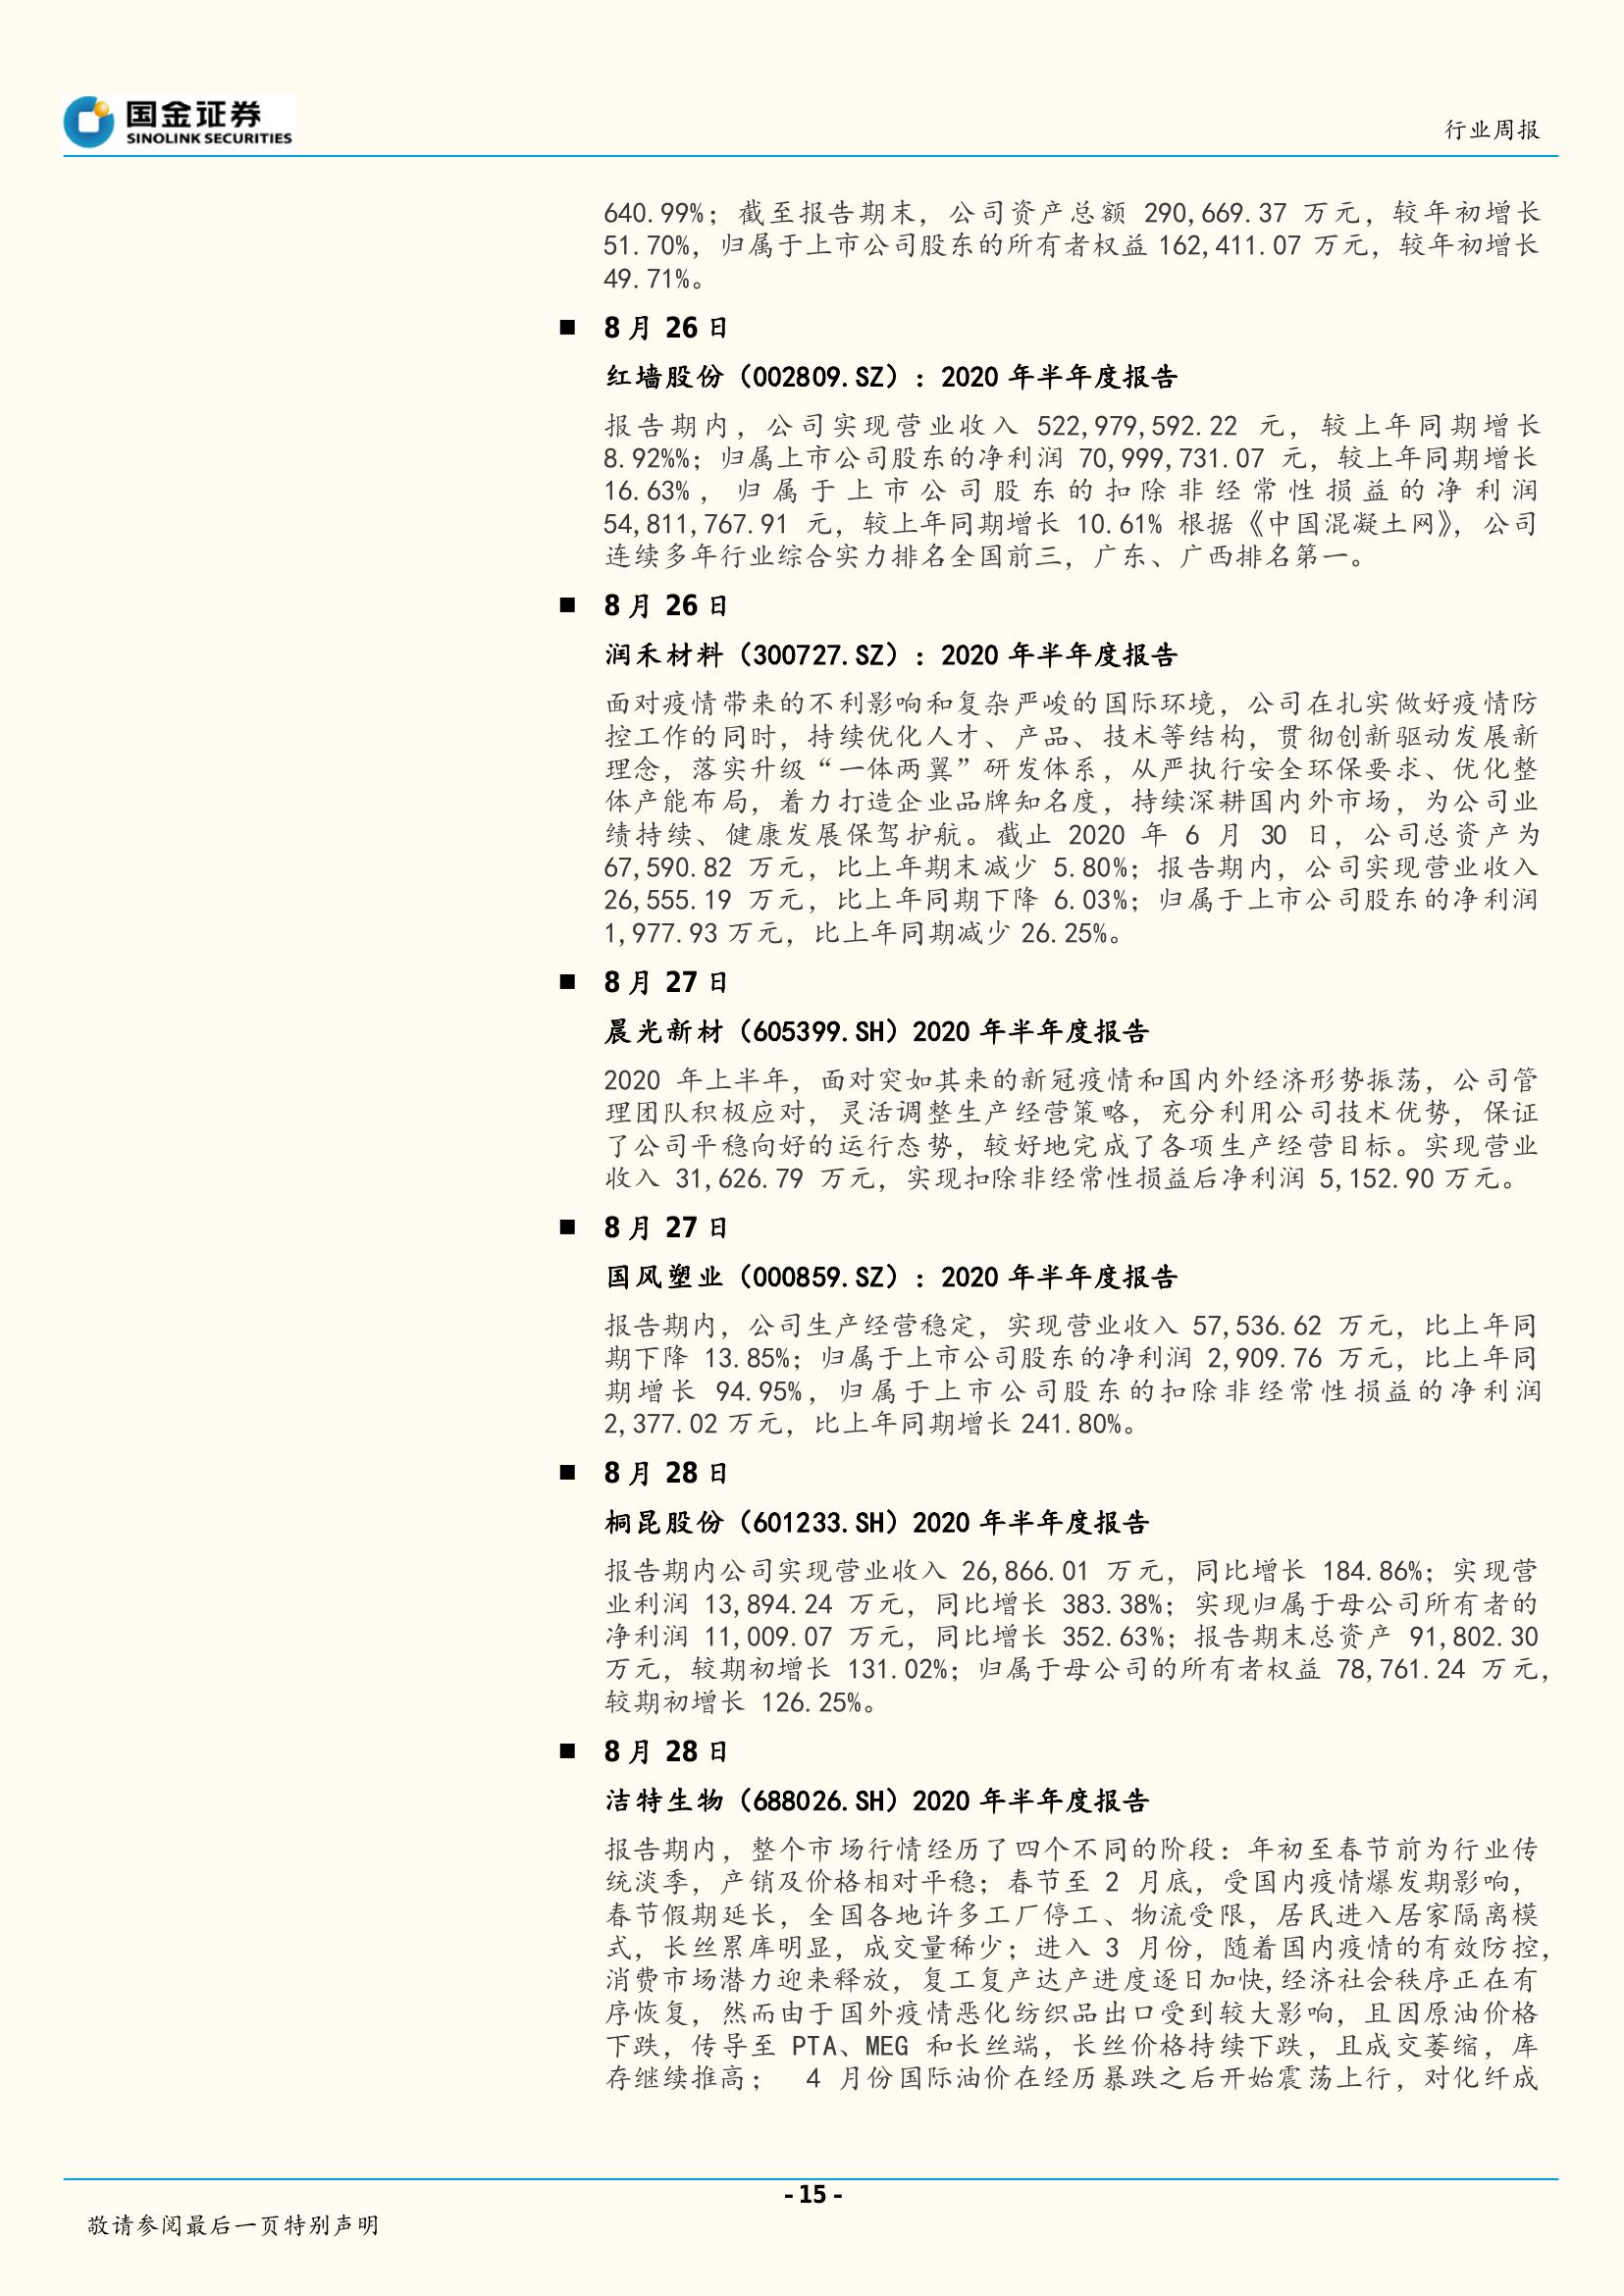 国金证券
SINOLINK SECURITIES
行业周报
640.99%；截至报告期末，公司资产总额 290,669.37 万元，较年初增长
51.70%，归属于上市公司股东的所有者权益 162,411.07 万元，较年初增长
49.71%。
■ 8 月 26 日
红墙股份（002809.SZ）：2020 年半年度报告
报告期内，公司实现营业收入 522,979,592.22 元，较上年同期增长
8.92%%；归属上市公司股东的净利润 70,999,731.07 元，较上年同期增长
16.63%，归属于上市公司股东的扣除非经常性损益的净利润
54,811,767.91 元，较上年同期增长 10.61% 根据《中国混凝土网》，公司
连续多年行业综合实力排名全国前三，广东、广西排名第一。
■ 8 月 26 日
润禾材料（300727.SZ）：2020 年半年度报告
面对疫情带来的不利影响和复杂严峻的国际环境，公司在扎实做好疫情防
控工作的同时，持续优化人才、产品、技术等结构，贯彻创新驱动发展新
理念，落实升级“一体两翼”研发体系，从严执行安全环保要求、优化整
体产能布局，着力打造企业品牌知名度，持续深耕国内外市场，为公司业
绩持续、健康发展保驾护航。截止 2020 年 6 月 30 日，公司总资产为
67,590.82 万元，比上年期末减少 5.80%；报告期内，公司实现营业收入
26,555.19 万元，比上年同期下降 6.03%；归属于上市公司股东的净利润
1,977.93 万元，比上年同期减少 26.25%。
■ 8 月 27 日
晨光新材（605399.SH）2020 年半年度报告
2020 年上半年，面对突如其来的新冠疫情和国内外经济形势振荡，公司管
理团队积极应对，灵活调整生产经营策略，充分利用公司技术优势，保证
了公司平稳向好的运行态势，较好地完成了各项生产经营目标。实现营业
收入 31,626.79 万元，实现扣除非经常性损益后净利润 5,152.90 万元。
■ 8 月 27 日
国风塑业（000859.SZ）：2020 年半年度报告
报告期内，公司生产经营稳定，实现营业收入 57,536.62 万元，比上年同
期下降 13.85%；归属于上市公司股东的净利润 2,909.76 万元，比上年同
期增长 94.95%，归属于上市公司股东的扣除非经常性损益的净利润
2,377.02 万元，比上年同期增长 241.80%。
■ 8 月 28 日
桐昆股份（601233.SH）2020 年半年度报告
报告期内公司实现营业收入 26,866.01 万元，同比增长 184.86%；实现营
业利润 13,894.24 万元，同比增长 383.38%；实现归属于母公司所有者的
净利润 11,009.07 万元，同比增长 352.63%；报告期末总资产 91,802.30
万元，较期初增长 131.02%；归属于母公司的所有者权益 78,761.24 万元，
较期初增长 126.25%。
■ 8 月 28 日
洁特生物（688026.SH）2020 年半年度报告
报告期内，整个市场行情经历了四个不同的阶段：年初至春节前为行业传
统淡季，产销及价格相对平稳；春节至 2 月底，受国内疫情爆发期影响，
春节假期延长，全国各地许多工厂停工、物流受限，居民进入居家隔离模
式，长丝累库明显，成交量稀少；进入 3 月份，随着国内疫情的有效防控，
消费市场潜力迎来释放，复工复产达产进度逐日加快,经济社会秩序正在有
序恢复，然而由于国外疫情恶化纺织品出口受到较大影响，且因原油价格
下跌，传导至 PTA、MEG 和长丝端，长丝价格持续下跌，且成交萎缩，库
存继续推高； 4 月份国际油价在经历暴跌之后开始震荡上行，对化纤成
- 15 -
敬请参阅最后一页特别声明